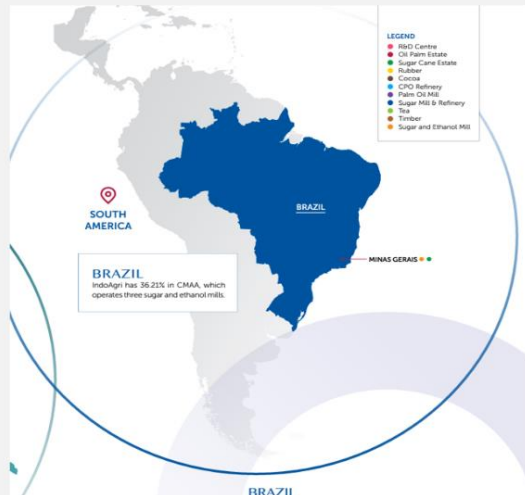 LEGEND
R&D Centre
Oil Palm Estate
Sugar Cane Estate
Rubber
Cocoa
CPO Refinery
Palm Oil Mill
Sugar Mill & Refinery
Tea
Timber
Sugar and Ethanol Mill
BRAZIL
SOUTH
AMERICA
MINAS GERAIS
BRAZIL
IndoAgri has 36.21% in CMAA, which
operates three sugar and ethanol mills.
BRAZIL